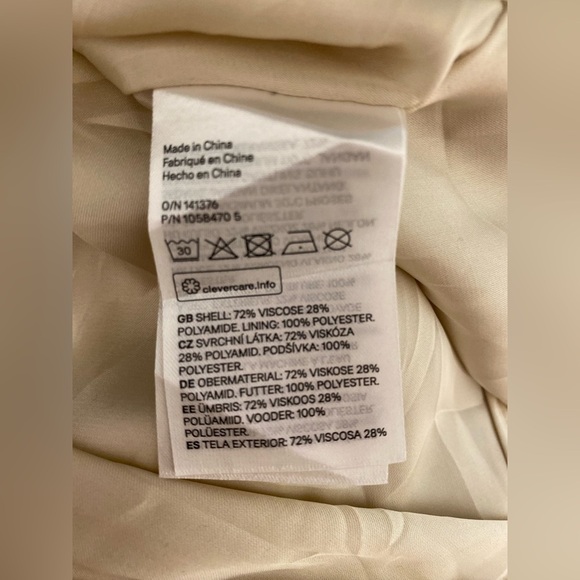 Made in China
Fabriqué en Chine
Hecho en China
O/N 141376
P/N 1058470 5
30
clevercare.info
GB SHELL: 72% VISCOSE 28%
POLYAMIDE. LINING: 100% POLYESTER.
CZ SVRCHNÍ LÁTKA: 72% VISKÓZA
28% POLYAMID. PODŠÍVKA: 100%
POLYESTER.
DE OBERMATERIAL: 72% VISKOSE 28%
POLYAMID. FUTTER: 100% POLYESTER.
EE ÜMBRIS: 72% VISKOOS 28%
POLÜAMIID. VOODER: 100%
POLÜESTER.
ES TELA EXTERIOR: 72% VISCOSA 28%